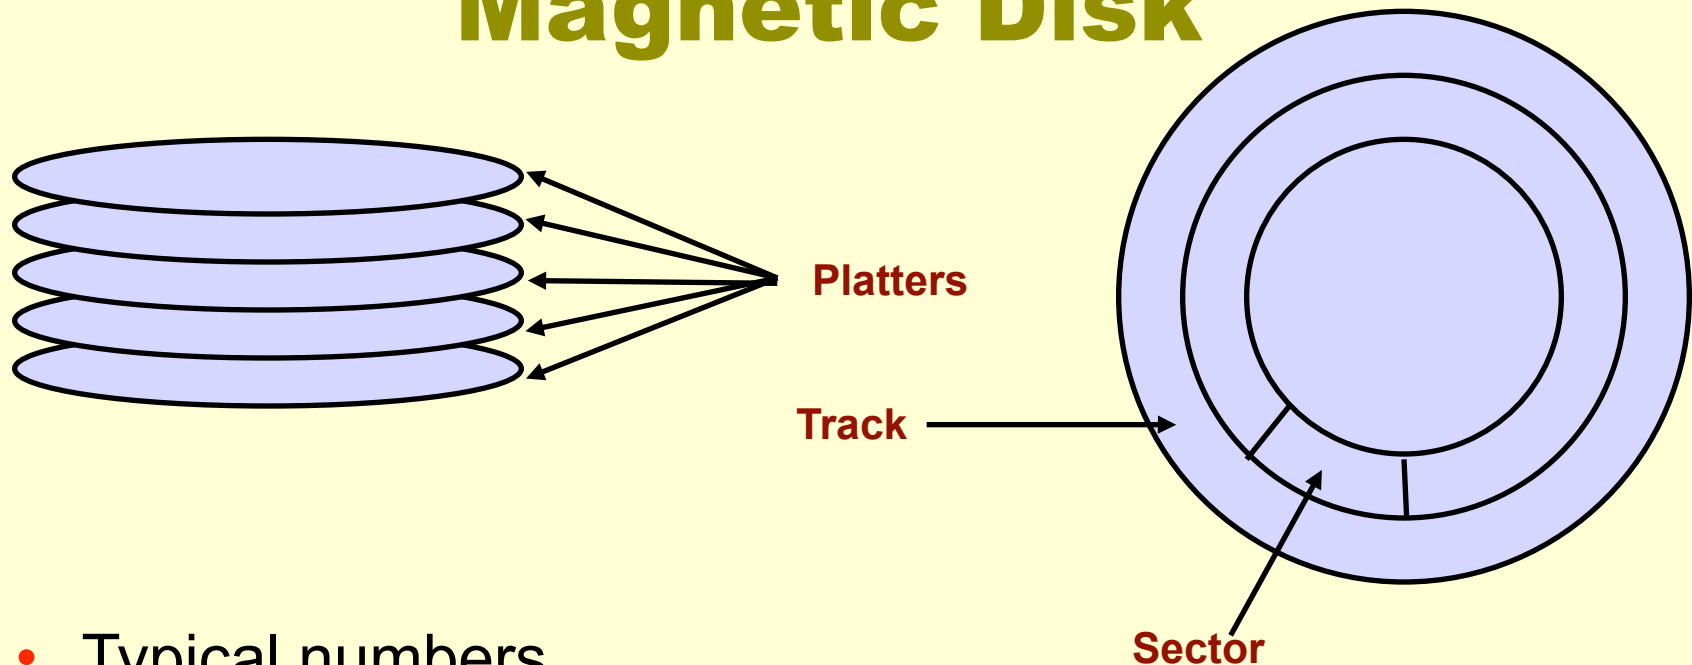 Magnetic Disk
Platters
Track
Sector
• Typical numbers